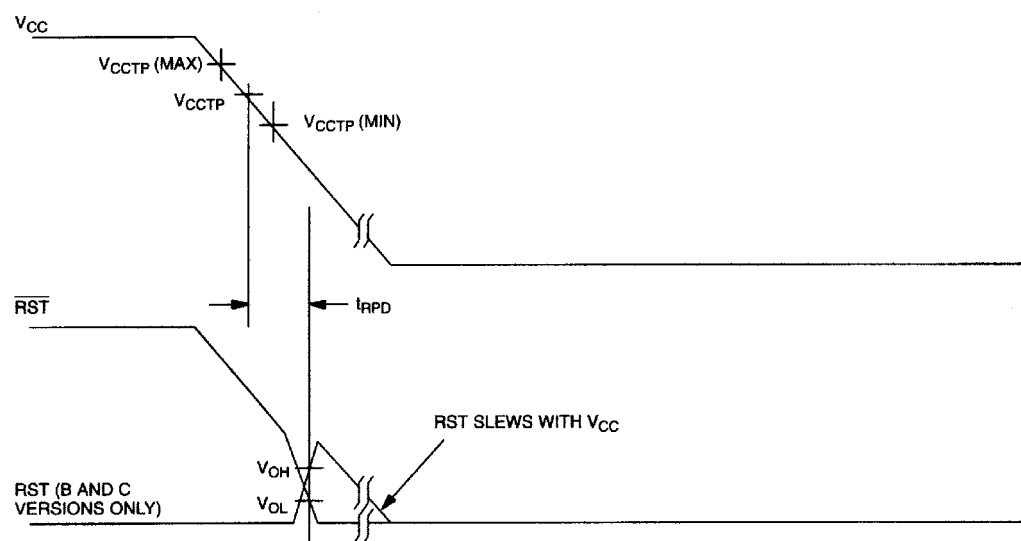 VCC
VCCTP (MAX)
VCCTP
VCCTP (MIN)
tRPD
RST
RST SLEWS WITH VCC
VOH
RST (B AND C
VERSIONS ONLY)
VOL